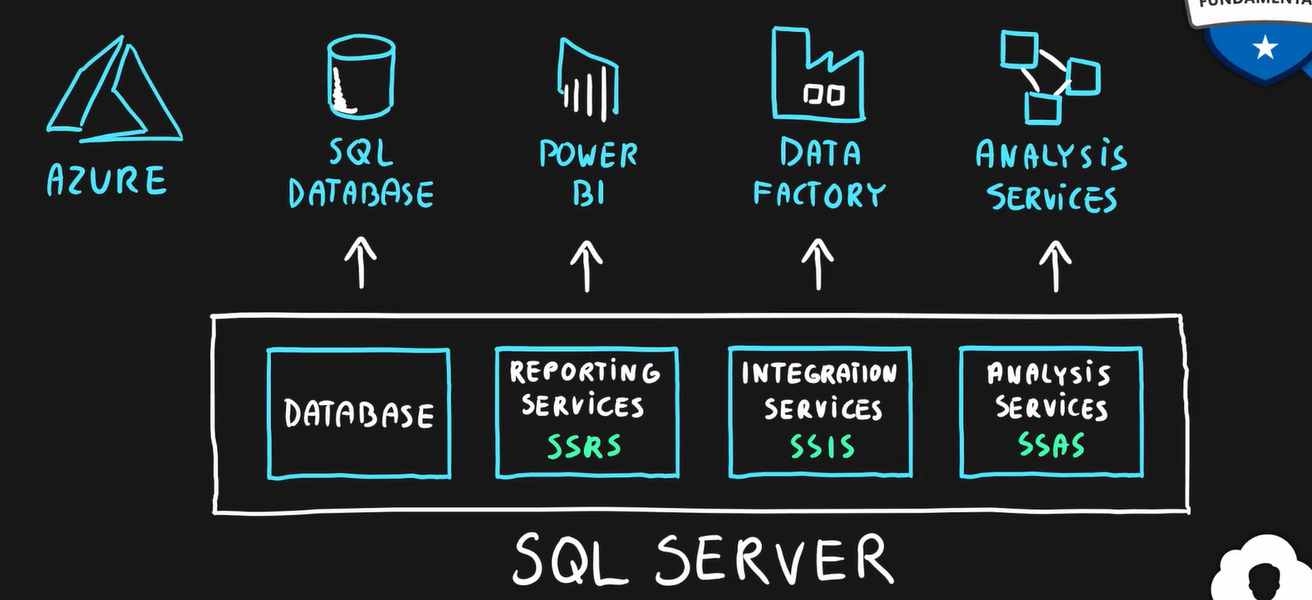 FUNDAMENTA
AZURE
SQL
DATABASE
POWER
BI
DATA
FACTORY
ANALYSIS
SERVICES
DATABASE
REPORTING
SERVICES
SSRS
INTEGRATION
SERVICES
SSIS
ANALYSIS
SERVICES
SSAS
SQL SERVER